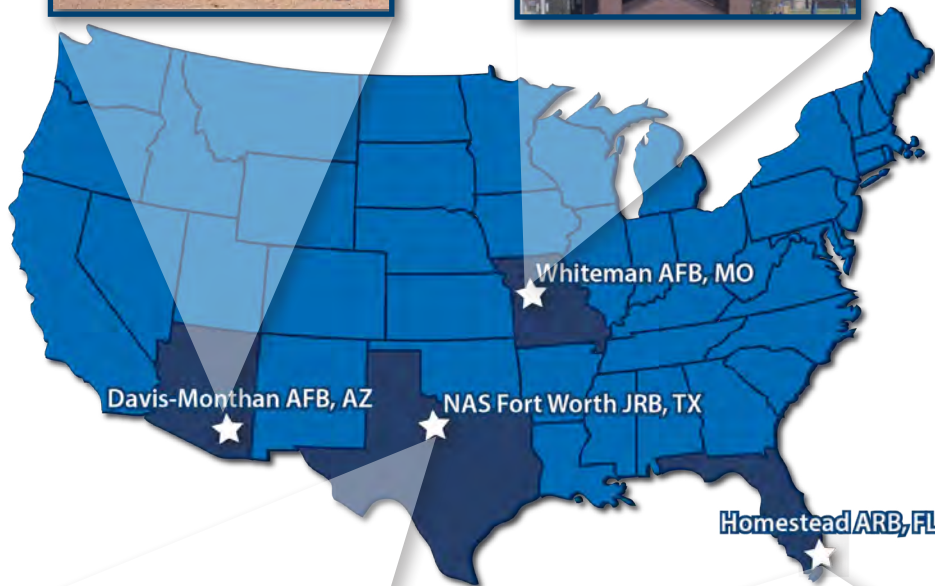 Whiteman AFB, MO
Davis-Monthan AFB, AZ
NAS Fort Worth JRB, TX
Homestead ARB, FL